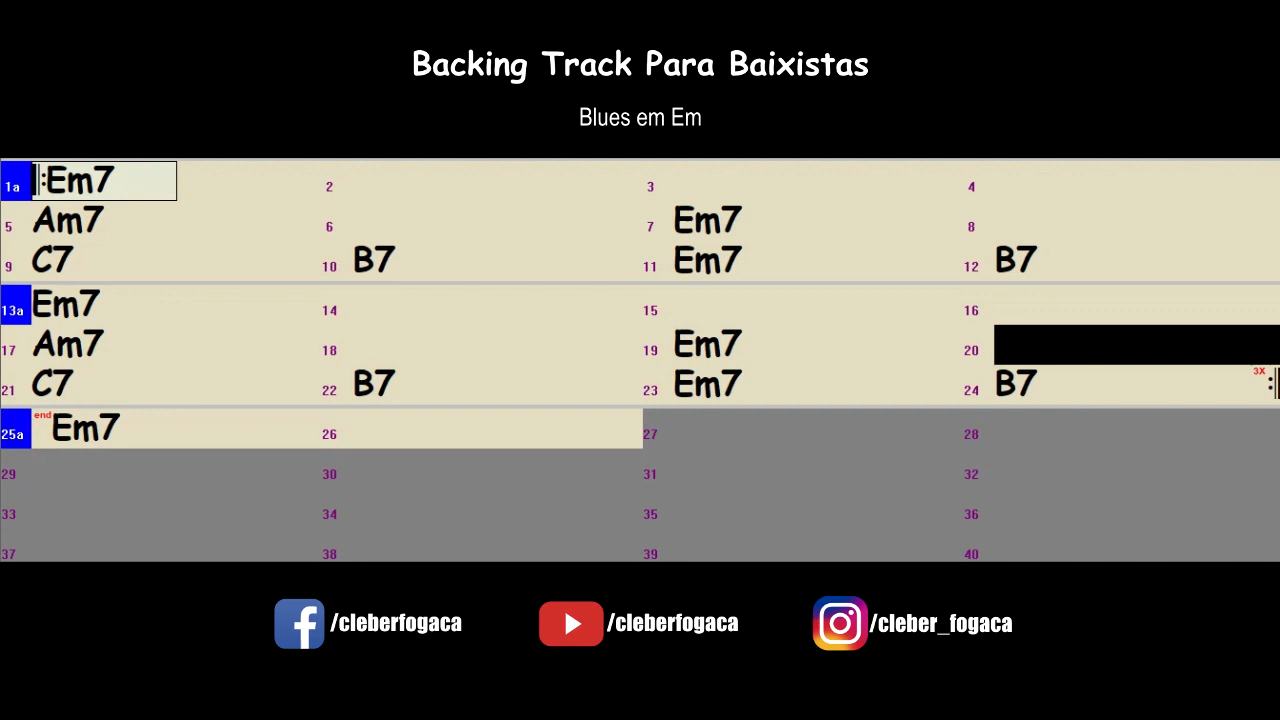 Backing Track Para Baixistas
Blues em Em
1a Em7 2 3 4
5 Am7 6 7 Em7 8
9 C7 10 B7 11 Em7 12 B7
13a Em7 14 15 16
17 Am7 18 19 Em7 20
21 C7 22 B7 23 Em7 24 B7 3X
25a end Em7 26 27 28
29 30 31 32
33 34 35 36
37 38 39 40
/cleberfogaca /cleberfogaca /cleber_fogaca